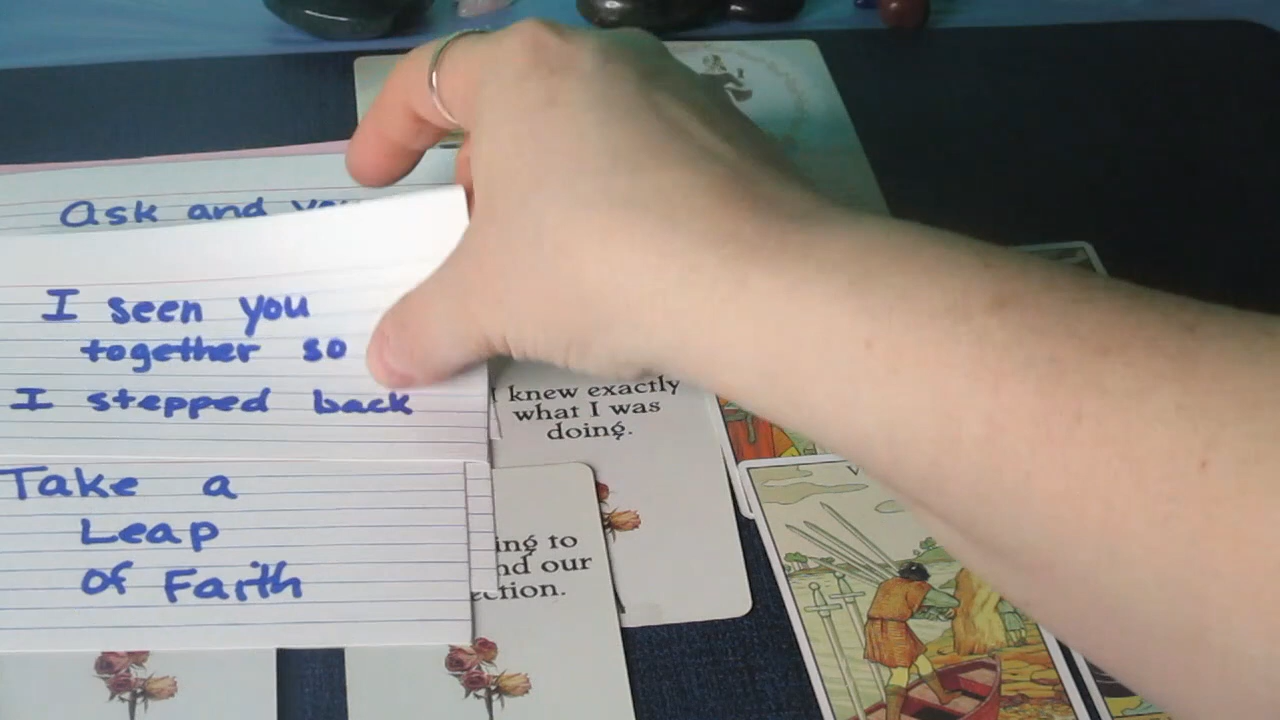 Ask and
I seen you
together so
I stepped back
Take a
Leap
of Faith
I knew exactly
what I was
doing.
ing to
nd our
ction.